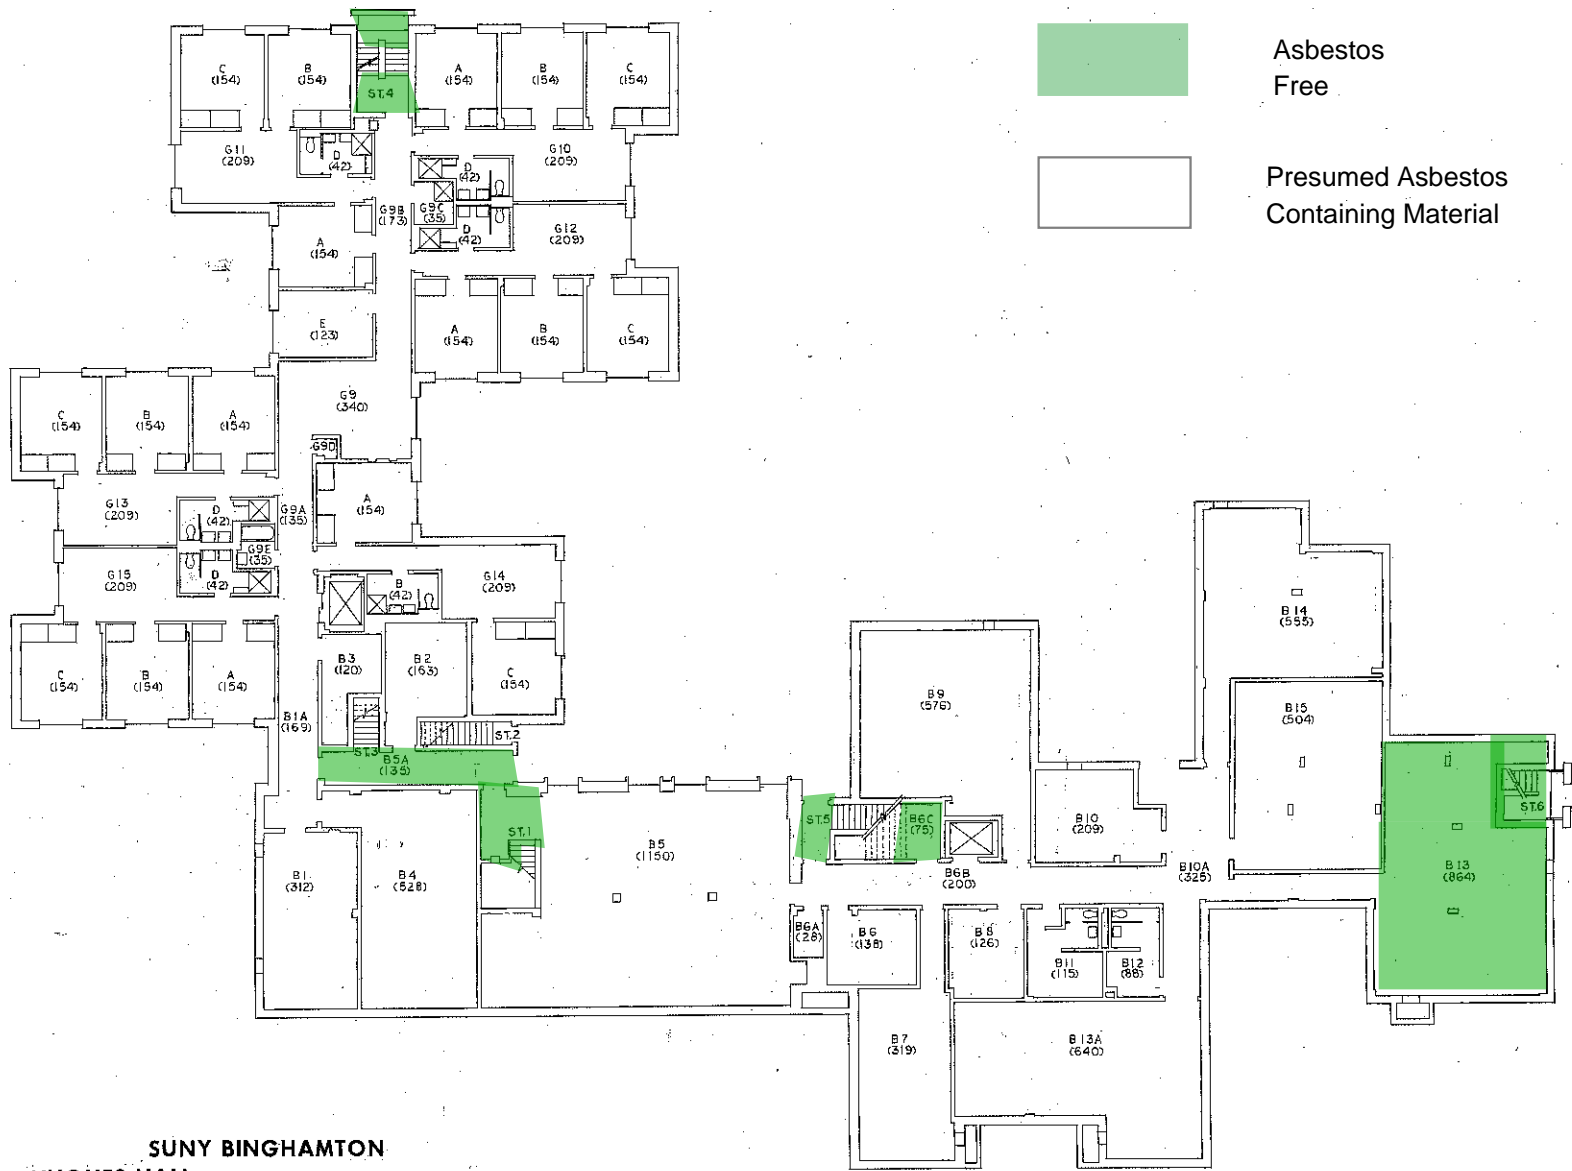 Asbestos
Free
Presumed Asbestos
Containing Material
C
(154)
B
(154)
ST.4
A
(154)
B
(154)
C
(154)
G11
(209)
D
(42)
G10
(209)
D
(42)
G9B
(173)
G9C
(35)
D
(42)
G12
(209)
A
(154)
E
(123)
A
(154)
B
(154)
C
(154)
G9
(340)
C
(154)
B
(154)
A
(154)
G9D
A
(154)
G13
(209)
D
(42)
G9A
(135)
G9E
(35)
G15
(209)
D
(42)
B
(42)
G14
(209)
C
(154)
B
(154)
A
(154)
B3
(120)
B2
(163)
C
(154)
B1A
(169)
ST.3
ST.2
B5A
(135)
ST.1
B1
(312)
B4
(528)
B5
(1150)
B9
(576)
ST.5
B6C
(75)
B6B
(200)
B10
(209)
B10A
(325)
B14
(555)
B15
(504)
ST.6
B13
(864)
B6A
(28)
B6
(138)
B8
(126)
B11
(115)
B12
(88)
B7
(319)
B13A
(640)
SUNY BINGHAMTON